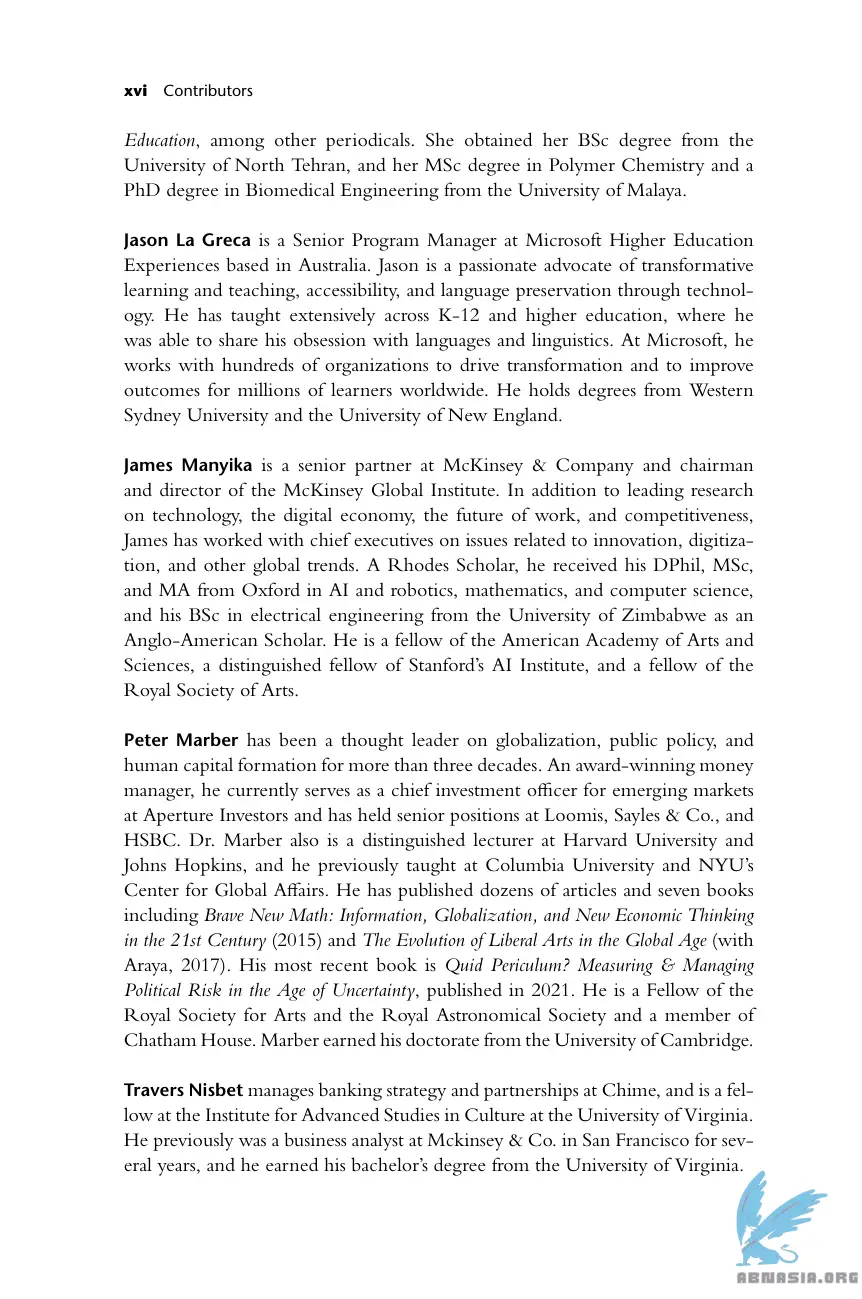 xvi Contributors
Education, among other periodicals. She obtained her BSc degree from the
University of North Tehran, and her MSc degree in Polymer Chemistry and a
PhD degree in Biomedical Engineering from the University of Malaya.
Jason La Greca is a Senior Program Manager at Microsoft Higher Education
Experiences based in Australia. Jason is a passionate advocate of transformative
learning and teaching, accessibility, and language preservation through technol-
ogy. He has taught extensively across K-12 and higher education, where he
was able to share his obsession with languages and linguistics. At Microsoft, he
works with hundreds of organizations to drive transformation and to improve
outcomes for millions of learners worldwide. He holds degrees from Western
Sydney University and the University of New England.
James Manyika is a senior partner at McKinsey & Company and chairman
and director of the McKinsey Global Institute. In addition to leading research
on technology, the digital economy, the future of work, and competitiveness,
James has worked with chief executives on issues related to innovation, digitiza-
tion, and other global trends. A Rhodes Scholar, he received his DPhil, MSc,
and MA from Oxford in AI and robotics, mathematics, and computer science,
and his BSc in electrical engineering from the University of Zimbabwe as an
Anglo-American Scholar. He is a fellow of the American Academy of Arts and
Sciences, a distinguished fellow of Stanford's AI Institute, and a fellow of the
Royal Society of Arts.
Peter Marber has been a thought leader on globalization, public policy, and
human capital formation for more than three decades. An award-winning money
manager, he currently serves as a chief investment officer for emerging markets
at Aperture Investors and has held senior positions at Loomis, Sayles & Co., and
HSBC. Dr. Marber also is a distinguished lecturer at Harvard University and
Johns Hopkins, and he previously taught at Columbia University and NYU's
Center for Global Affairs. He has published dozens of articles and seven books
including Brave New Math: Information, Globalization, and New Economic Thinking
in the 21st Century (2015) and The Evolution of Liberal Arts in the Global Age (with
Araya, 2017). His most recent book is Quid Periculum? Measuring & Managing
Political Risk in the Age of Uncertainty, published in 2021. He is a Fellow of the
Royal Society for Arts and the Royal Astronomical Society and a member of
Chatham House. Marber earned his doctorate from the University of Cambridge.
Travers Nisbet manages banking strategy and partnerships at Chime, and is a fel-
low at the Institute for Advanced Studies in Culture at the University of Virginia.
He previously was a business analyst at Mckinsey & Co. in San Francisco for sev-
eral years, and he earned his bachelor's degree from the University of Virginia.
ABNASIA.ORG